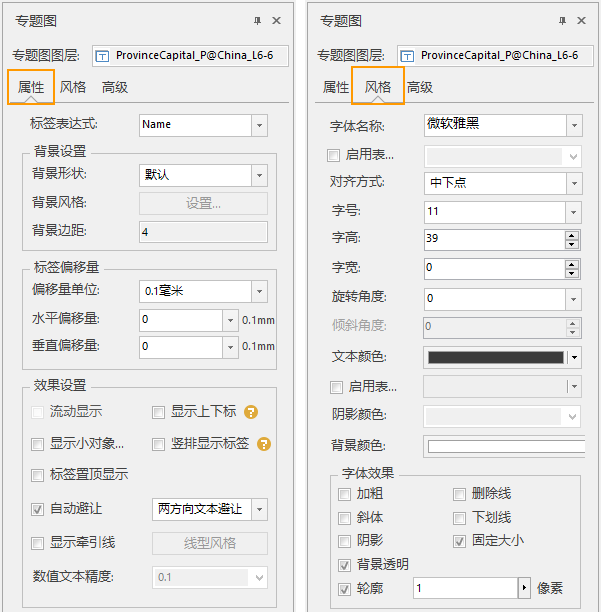 专题图
专题图图层: ProvinceCapital_P@China_L6-6
属性 风格 高级
标签表达式: Name
背景设置
背景形状: 默认
背景风格: 设置...
背景边距: 4
标签偏移量
偏移量单位: 0.1毫米
水平偏移量: 0 0.1mm
垂直偏移量: 0 0.1mm
效果设置
流动显示 显示上下标 ?
显示小对象... 竖排显示标签 ?
标签置顶显示
自动避让 两方向文本避让
显示牵引线 线型风格
数值文本精度: 0.1
专题图
专题图图层: ProvinceCapital_P@China_L6-6
属性 风格 高级
字体名称: 微软雅黑
启用表...
对齐方式: 中下点
字号: 11
字高: 39
字宽: 0
旋转角度: 0
倾斜角度: 0
文本颜色:
启用表...
阴影颜色:
背景颜色:
字体效果
加粗 删除线
斜体 下划线
阴影 固定大小
背景透明
轮廓 1 像素